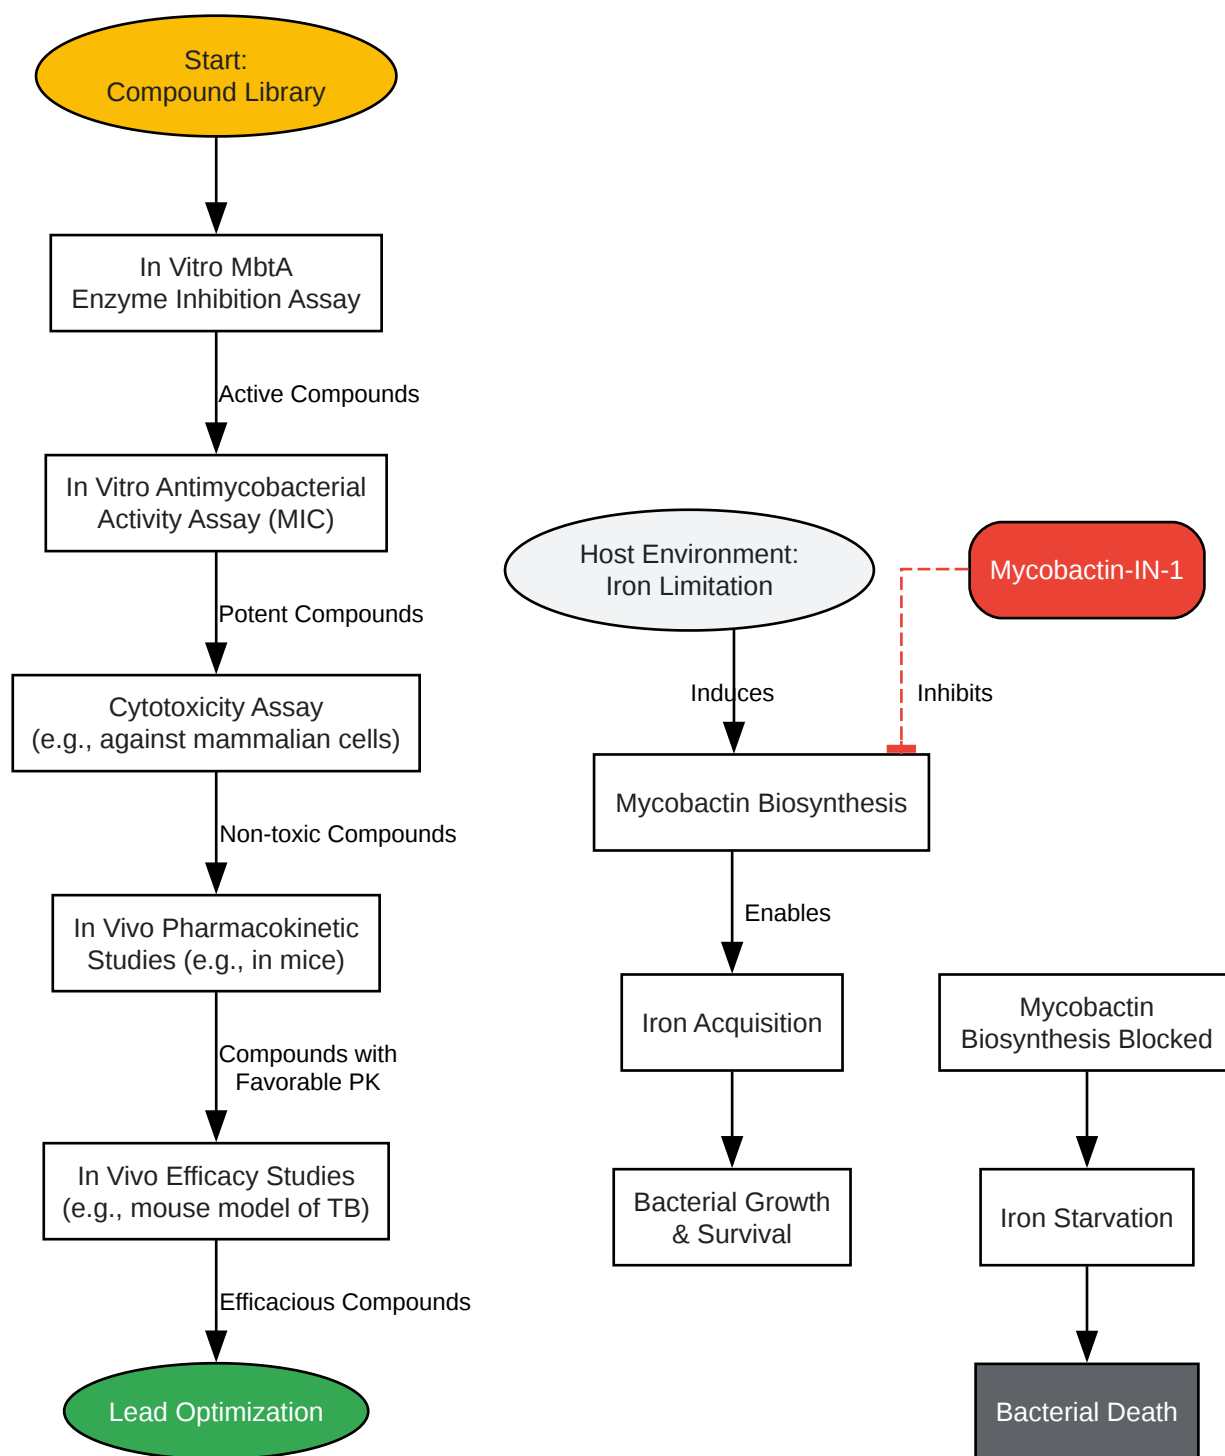 Start:
Compound Library
In Vitro MbtA
Enzyme Inhibition Assay
Active Compounds
In Vitro Antimycobacterial
Activity Assay (MIC)
Potent Compounds
Cytotoxicity Assay
(e.g., against mammalian cells)
Non-toxic Compounds
In Vivo Pharmacokinetic
Studies (e.g., in mice)
Compounds with
Favorable PK
In Vivo Efficacy Studies
(e.g., mouse model of TB)
Efficacious Compounds
Lead Optimization
Host Environment:
Iron Limitation
Induces
Mycobactin-IN-1
Inhibits
Mycobactin Biosynthesis
Enables
Iron Acquisition
Bacterial Growth
& Survival
Mycobactin
Biosynthesis Blocked
Iron Starvation
Bacterial Death